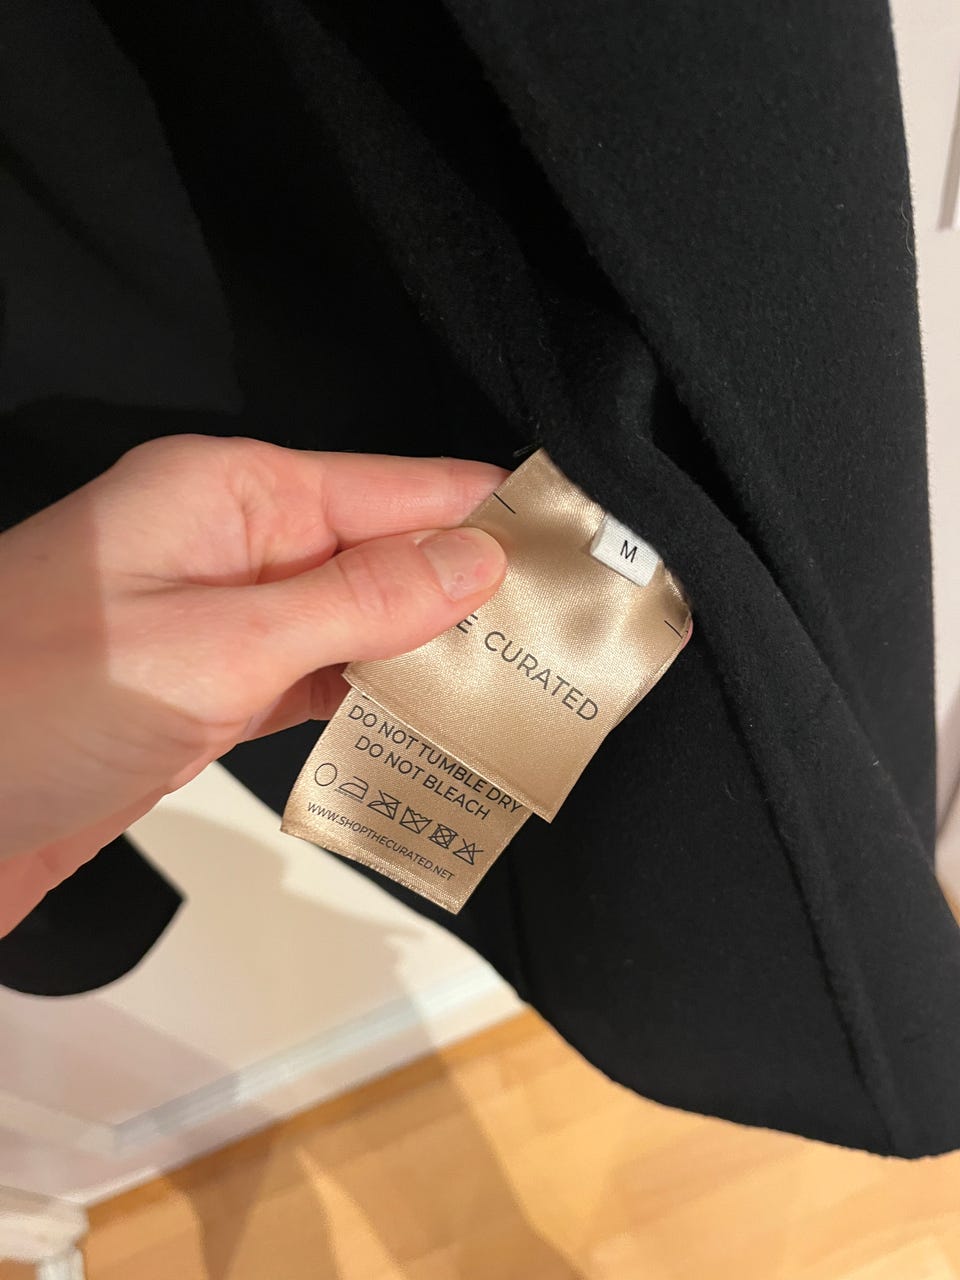 M
CURATED
DO NOT TUMBLE DRY
DO NOT BLEACH
WWW.SHOPTHECURATED.NET